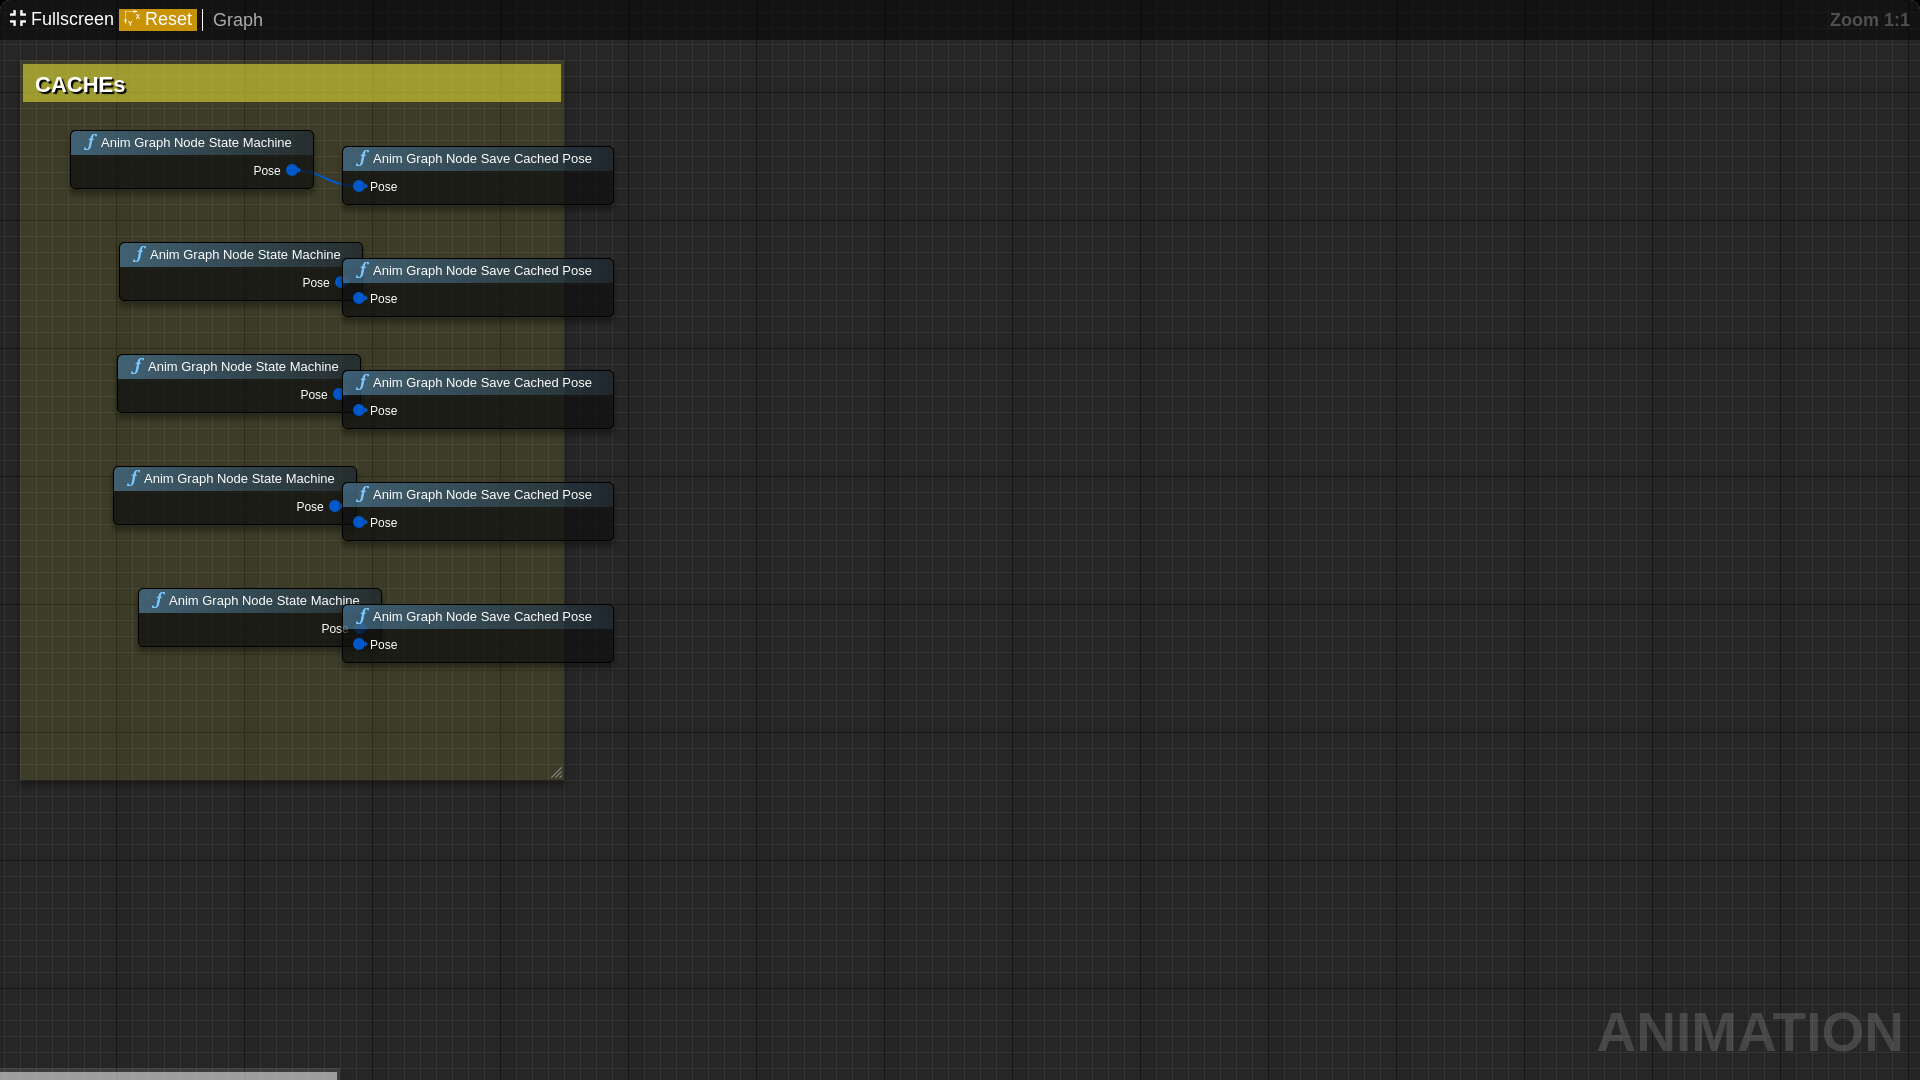 Fullscreen Reset Graph Zoom 1:1
CACHEs
Anim Graph Node State Machine
Pose
Anim Graph Node Save Cached Pose
Pose
Anim Graph Node State Machine
Pose
Anim Graph Node Save Cached Pose
Pose
Anim Graph Node State Machine
Pose
Anim Graph Node Save Cached Pose
Pose
Anim Graph Node State Machine
Pose
Anim Graph Node Save Cached Pose
Pose
Anim Graph Node State Machine
Pose
Anim Graph Node Save Cached Pose
Pose
ANIMATION